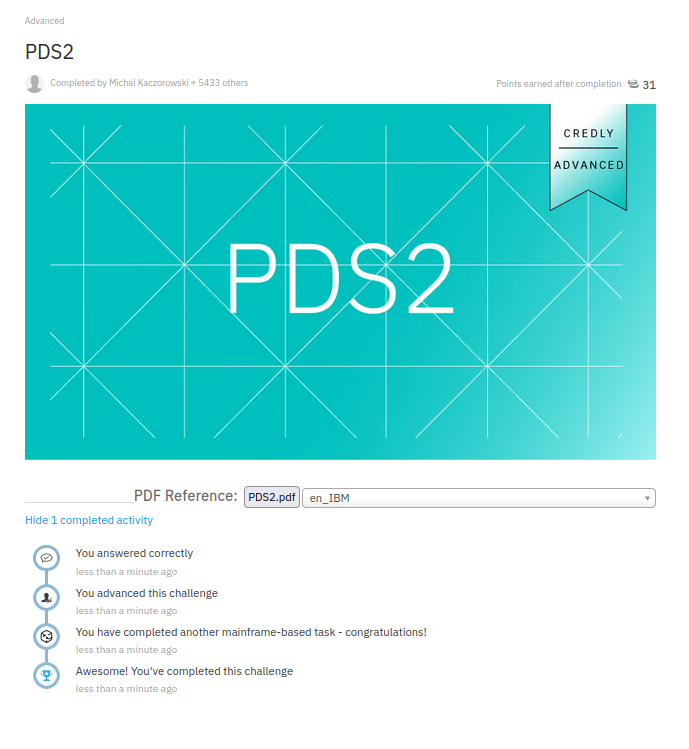 Advanced
PDS2
Completed by Michal Kaczorowski + 5433 others
Points earned after completion 31
CREDLY
ADVANCED
PDS2
PDF Reference: PDS2.pdf en_IBM
Hide 1 completed activity
You answered correctly
less than a minute ago
You advanced this challenge
less than a minute ago
You have completed another mainframe-based task - congratulations!
less than a minute ago
Awesome! You've completed this challenge
less than a minute ago